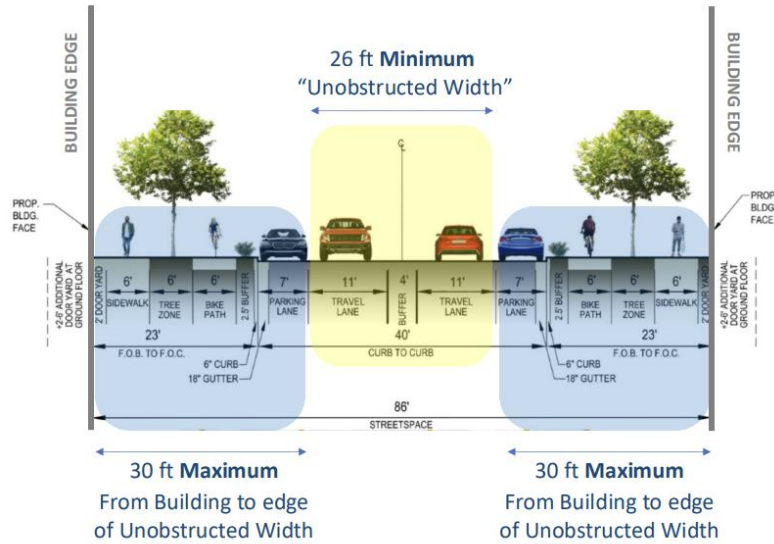 26 ft Minimum
“Unobstructed Width”
BUILDING EDGE
BUILDING EDGE
℄
PROP.
BLDG.
FACE
PROP.
BLDG.
FACE
+2-6' ADDITIONAL
DOOR YARD AT
GROUND FLOOR
2' DOOR YARD
6'
SIDEWALK
6'
TREE
ZONE
6'
BIKE
PATH
2.5' BUFFER
7'
PARKING
LANE
11'
TRAVEL
LANE
4'
BUFFER
11'
TRAVEL
LANE
7'
PARKING
LANE
2.5' BUFFER
6'
BIKE
PATH
6'
TREE
ZONE
6'
SIDEWALK
2' DOOR YARD
+2-6' ADDITIONAL
DOOR YARD AT
GROUND FLOOR
23'
F.O.B. TO F.O.C.
40'
CURB TO CURB
23'
F.O.B. TO F.O.C.
6" CURB
18" GUTTER
6" CURB
18" GUTTER
86'
STREETSPACE
30 ft Maximum
From Building to edge
of Unobstructed Width
30 ft Maximum
From Building to edge
of Unobstructed Width